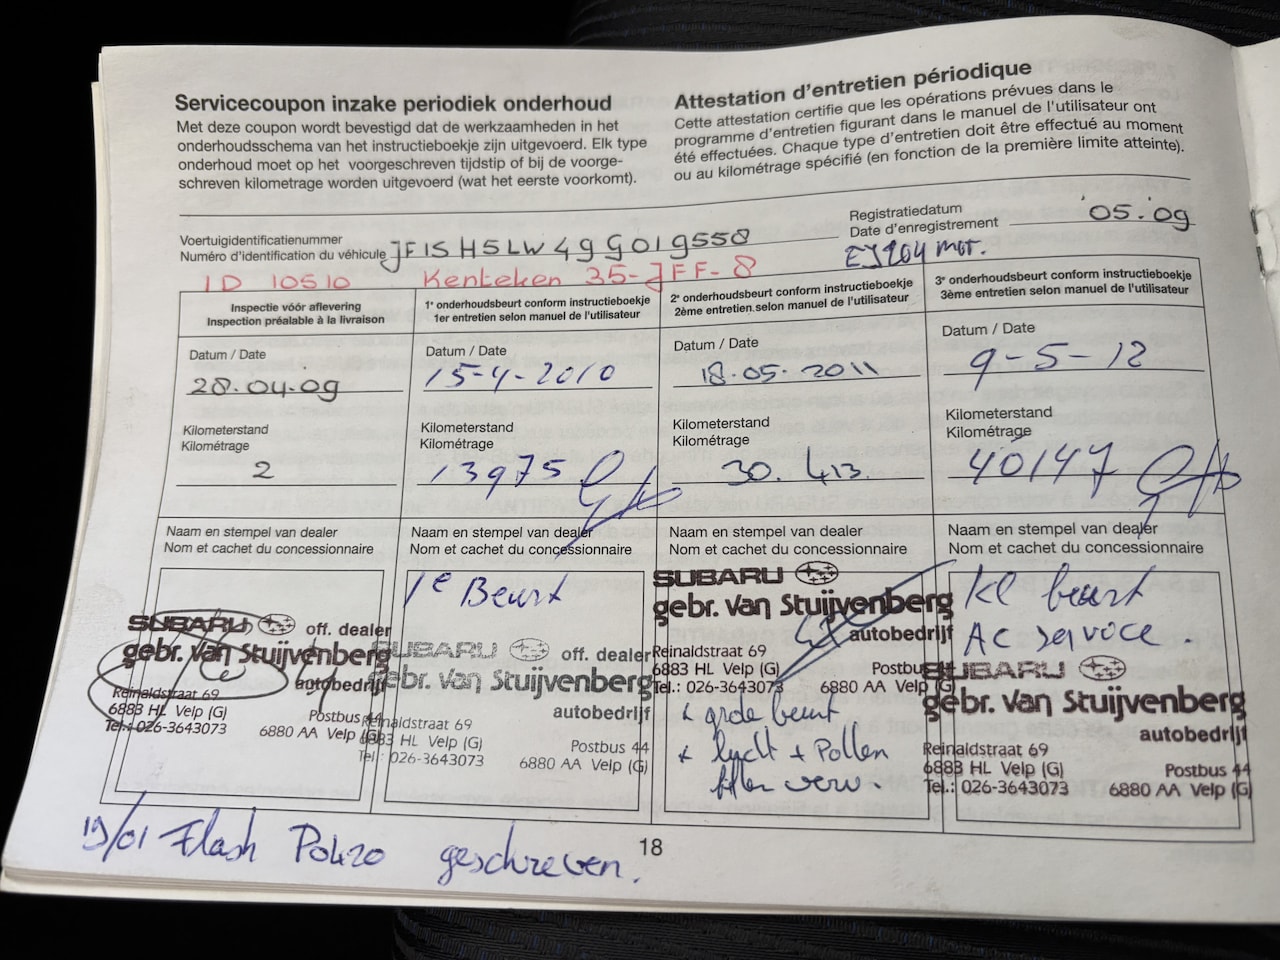 Servicecoupon inzake periodiek onderhoud
Met deze coupon wordt bevestigd dat de werkzaamheden in het
onderhoudsschema van het instructieboekje zijn uitgevoerd. Elk type
onderhoud moet op het voorgeschreven tijdstip of bij de voorge-
schreven kilometrage worden uitgevoerd (wat het eerste voorkomt).
Attestation d'entretien périodique
Cette attestation certifie que les opérations prévues dans le
programme d'entretien figurant dans le manuel de l'utilisateur ont
été effectuées. Chaque type d'entretien doit être effectué au moment
ou au kilométrage spécifié (en fonction de la première limite atteinte).
Voertuigidentificatienummer
Numéro d'identification du véhicule JF1SH5LW49G019558
Registratiedatum
Date d'enregistrement '05.'09
EJ204 mot.
ID 10510 Kenteken 35-JFF-8
Inspectie vóór aflevering
Inspection préalable à la livraison
Datum / Date
28.04.09
Kilometerstand
Kilométrage
2
Naam en stempel van dealer
Nom et cachet du concessionnaire
SUBARU off. dealer
gebr. van Stuijvenberg
autobedrijf
Reinaldstraat 69
6883 HL Velp (G) Postbus 44
Tel.: 026-3643073 6880 AA Velp (G)
1e onderhoudsbeurt conform instructieboekje
1er entretien selon manuel de l'utilisateur
Datum / Date
15-4-2010
Kilometerstand
Kilométrage
13975
Naam en stempel van dealer
Nom et cachet du concessionnaire
1e Beurt
SUBARU off. dealer
gebr. van Stuijvenberg
autobedrijf
Reinaldstraat 69
6883 HL Velp (G) Postbus 44
Tel.: 026-3643073 6880 AA Velp (G)
2e onderhoudsbeurt conform instructieboekje
2ème entretien selon manuel de l'utilisateur
Datum / Date
18.05.2011
Kilometerstand
Kilométrage
30.413
Naam en stempel van dealer
Nom et cachet du concessionnaire
SUBARU
gebr. van Stuijvenberg
autobedrijf
Reinaldstraat 69
6883 HL Velp (G) Postbus
Tel.: 026-3643073 6880 AA Velp (G)
grote beurt
lucht + Pollen
filter verv.
3e onderhoudsbeurt conform instructieboekje
3ème entretien selon manuel de l'utilisateur
Datum / Date
9-5-12
Kilometerstand
Kilométrage
40147
Naam en stempel van dealer
Nom et cachet du concessionnaire
Kl beurt
AC servoce.
SUBARU
gebr. van Stuijvenberg
autobedrijf
Reinaldstraat 69
6883 HL Velp (G) Postbus 44
Tel.: 026-3643073 6880 AA Velp (G)
19/01 Flash P0420 geschreven.
18